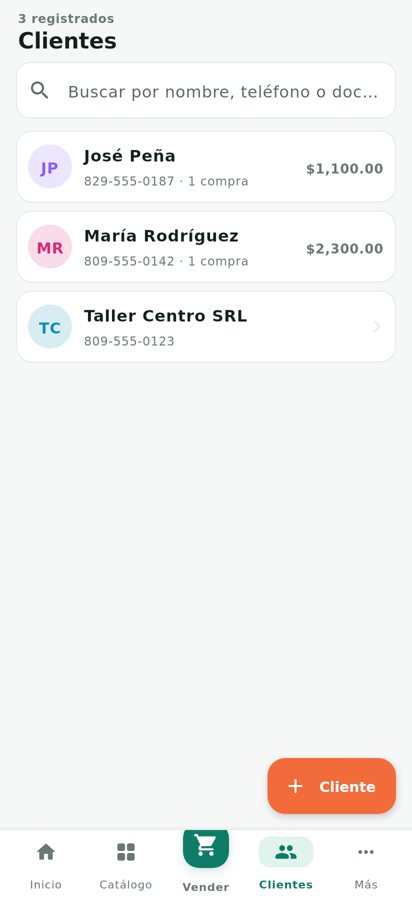 3 registrados
Clientes
Buscar por nombre, teléfono o doc...
JP
José Peña
829-555-0187 · 1 compra
$1,100.00
MR
María Rodríguez
809-555-0142 · 1 compra
$2,300.00
TC
Taller Centro SRL
809-555-0123
+ Cliente
Inicio
Catálogo
Vender
Clientes
Más